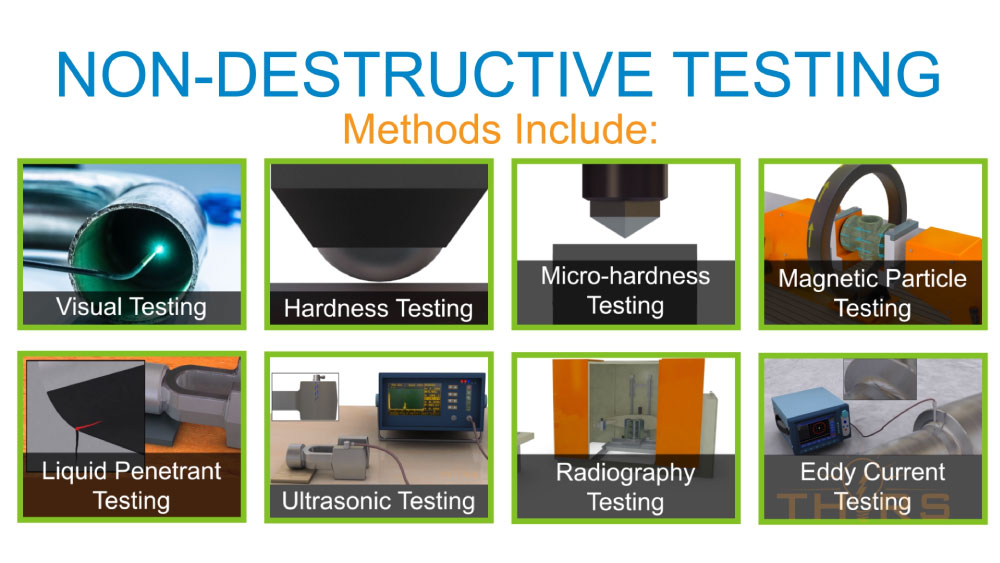 NON-DESTRUCTIVE TESTING
Methods Include:
Visual Testing
Hardness Testing
Micro-hardness
Testing
Magnetic Particle
Testing
Liquid Penetrant
Testing
Ultrasonic Testing
Radiography
Testing
Eddy Current
Testing
THORS